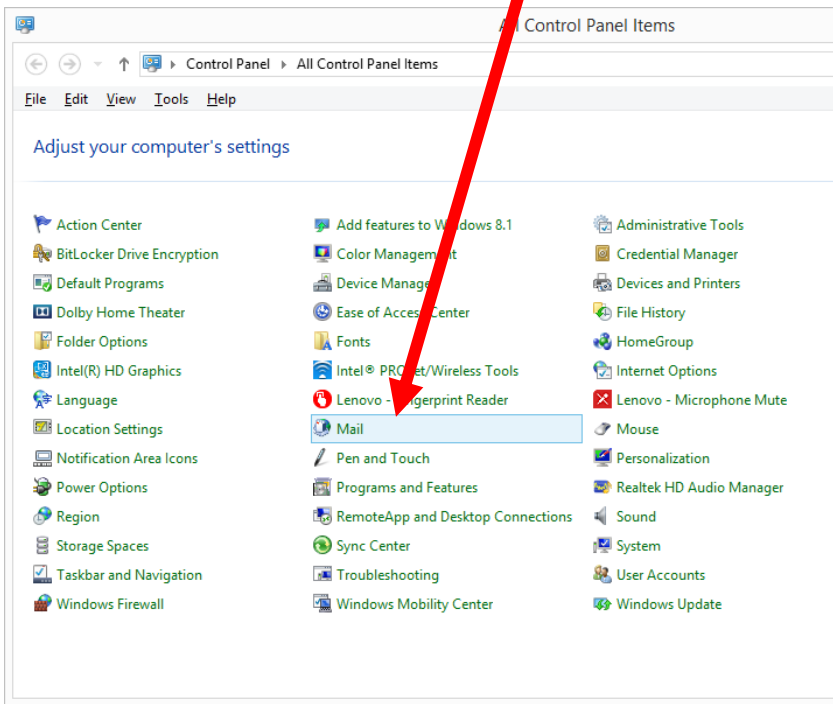 All Control Panel Items
Control Panel All Control Panel Items
File Edit View Tools Help
Adjust your computer's settings
Action Center Add features to Windows 8.1 Administrative Tools
BitLocker Drive Encryption Color Management Credential Manager
Default Programs Device Manager Devices and Printers
Dolby Home Theater Ease of Access Center File History
Folder Options Fonts HomeGroup
Intel(R) HD Graphics Intel® PROSet/Wireless Tools Internet Options
Language Lenovo - Fingerprint Reader Lenovo - Microphone Mute
Location Settings Mail Mouse
Notification Area Icons Pen and Touch Personalization
Power Options Programs and Features Realtek HD Audio Manager
Region RemoteApp and Desktop Connections Sound
Storage Spaces Sync Center System
Taskbar and Navigation Troubleshooting User Accounts
Windows Firewall Windows Mobility Center Windows Update